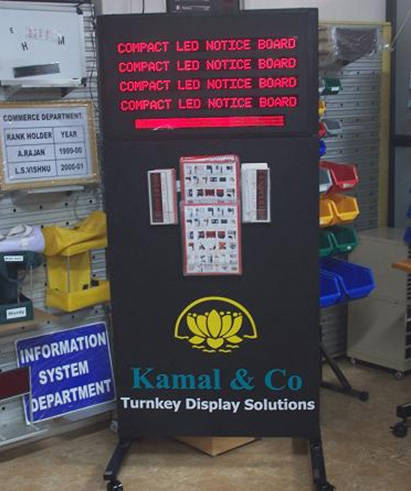 COMPACT LED NOTICE BOARD
COMPACT LED NOTICE BOARD
COMPACT LED NOTICE BOARD
COMPACT LED NOTICE BOARD
COMMERCE DEPARTMENT
RANK HOLDER YEAR
A.RAJAN 1999-00
L.S.VISHNU 2000-01
INFORMATION
SYSTEM
DEPARTMENT
Kamal & Co
Turnkey Display Solutions